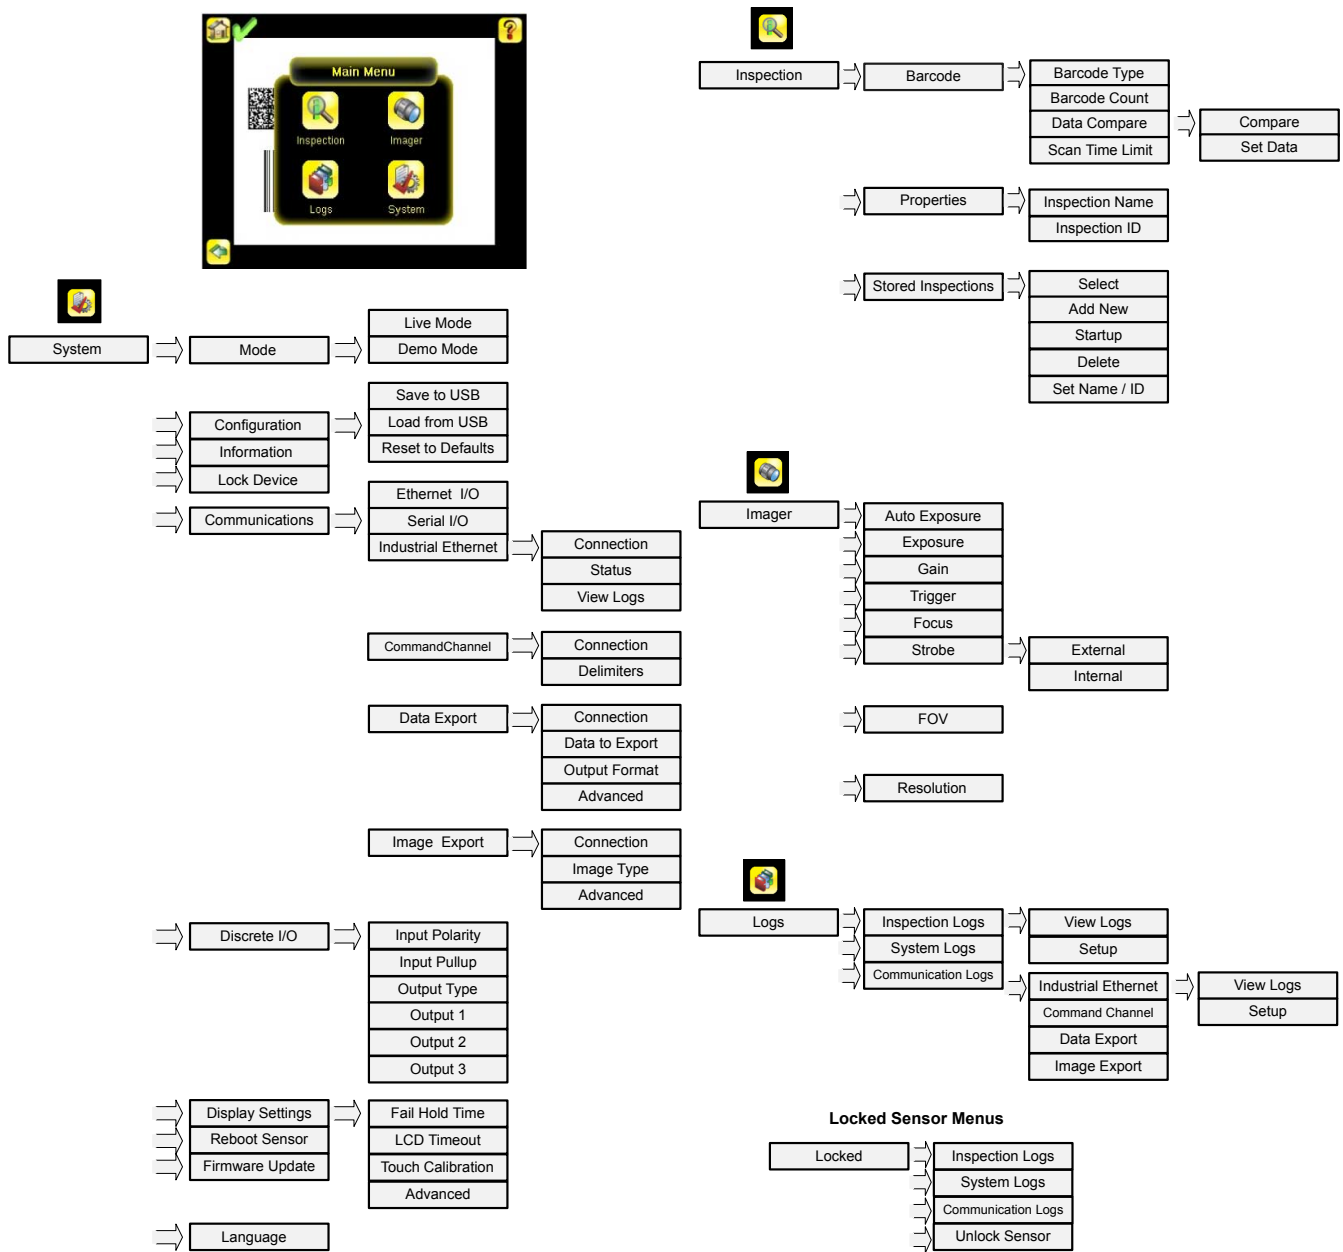 Main Menu
Inspection
Imager
Logs
System
System
Mode
Live Mode
Demo Mode
Configuration
Information
Lock Device
Save to USB
Load from USB
Reset to Defaults
Communications
Ethernet I/O
Serial I/O
Industrial Ethernet
Connection
Status
View Logs
CommandChannel
Connection
Delimiters
Data Export
Connection
Data to Export
Output Format
Advanced
Image Export
Connection
Image Type
Advanced
Discrete I/O
Input Polarity
Input Pullup
Output Type
Output 1
Output 2
Output 3
Display Settings
Reboot Sensor
Firmware Update
Fail Hold Time
LCD Timeout
Touch Calibration
Advanced
Language
Inspection
Barcode
Barcode Type
Barcode Count
Data Compare
Scan Time Limit
Compare
Set Data
Properties
Inspection Name
Inspection ID
Stored Inspections
Select
Add New
Startup
Delete
Set Name / ID
Imager
Auto Exposure
Exposure
Gain
Trigger
Focus
Strobe
External
Internal
FOV
Resolution
Logs
Inspection Logs
System Logs
Communication Logs
View Logs
Setup
Industrial Ethernet
Command Channel
Data Export
Image Export
View Logs
Setup
Locked Sensor Menus
Locked
Inspection Logs
System Logs
Communication Logs
Unlock Sensor